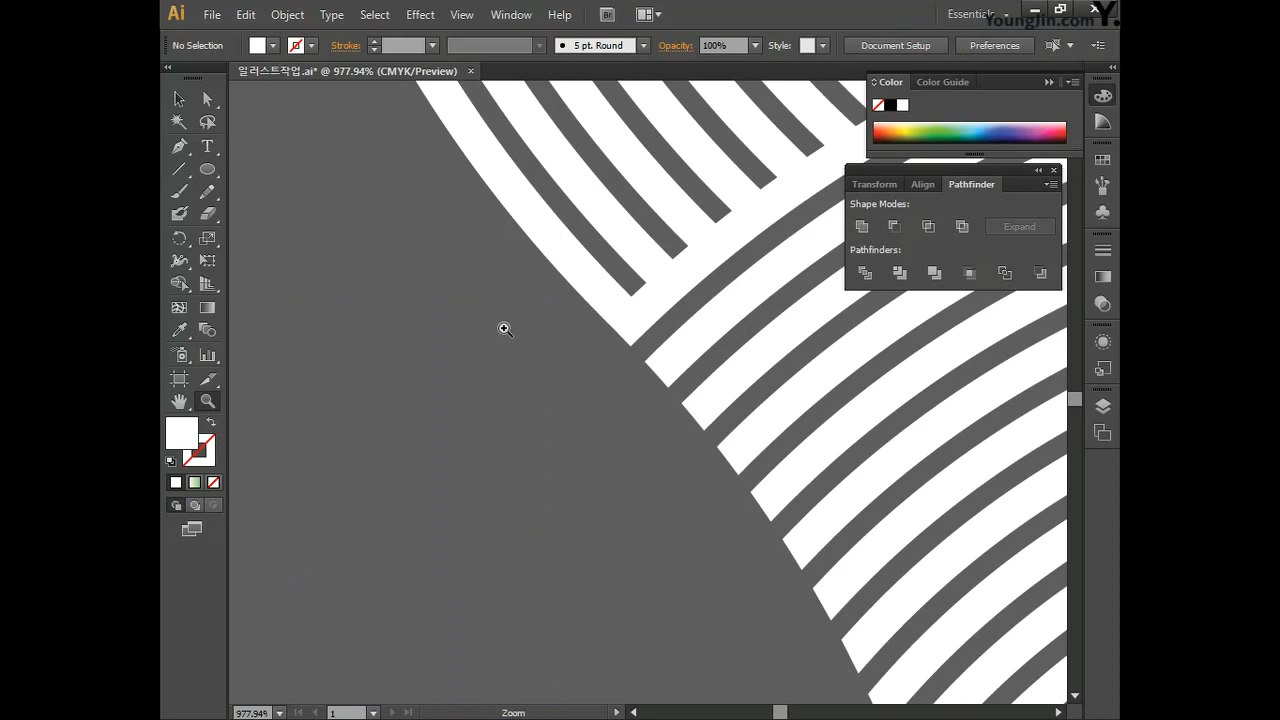 Ai File Edit Object Type Select Effect View Window Help Br Essentials
YoungJin.com Y.
No Selection Stroke: 5 pt. Round Opacity: 100% Style: Document Setup Preferences
일러스트작업.ai* @ 977.94% (CMYK/Preview) ×
Color Color Guide
Transform Align Pathfinder
Shape Modes:
Expand
Pathfinders:
977.94% 1 Zoom